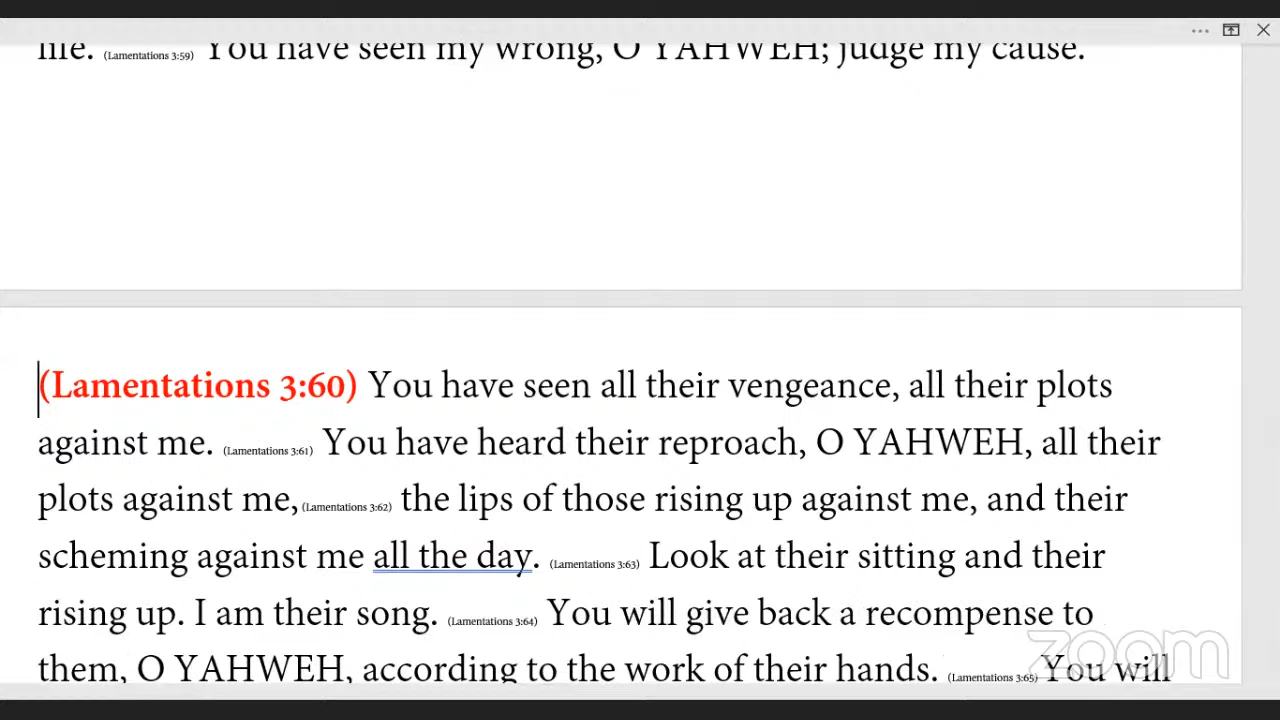 life. (Lamentations 3:59) You have seen my wrong, O YAHWEH; judge my cause.
(Lamentations 3:60) You have seen all their vengeance, all their plots
against me. (Lamentations 3:61) You have heard their reproach, O YAHWEH, all their
plots against me, (Lamentations 3:62) the lips of those rising up against me, and their
scheming against me all the day. (Lamentations 3:63) Look at their sitting and their
rising up. I am their song. (Lamentations 3:64) You will give back a recompense to
them, O YAHWEH, according to the work of their hands. (Lamentations 3:65) You will
zoom